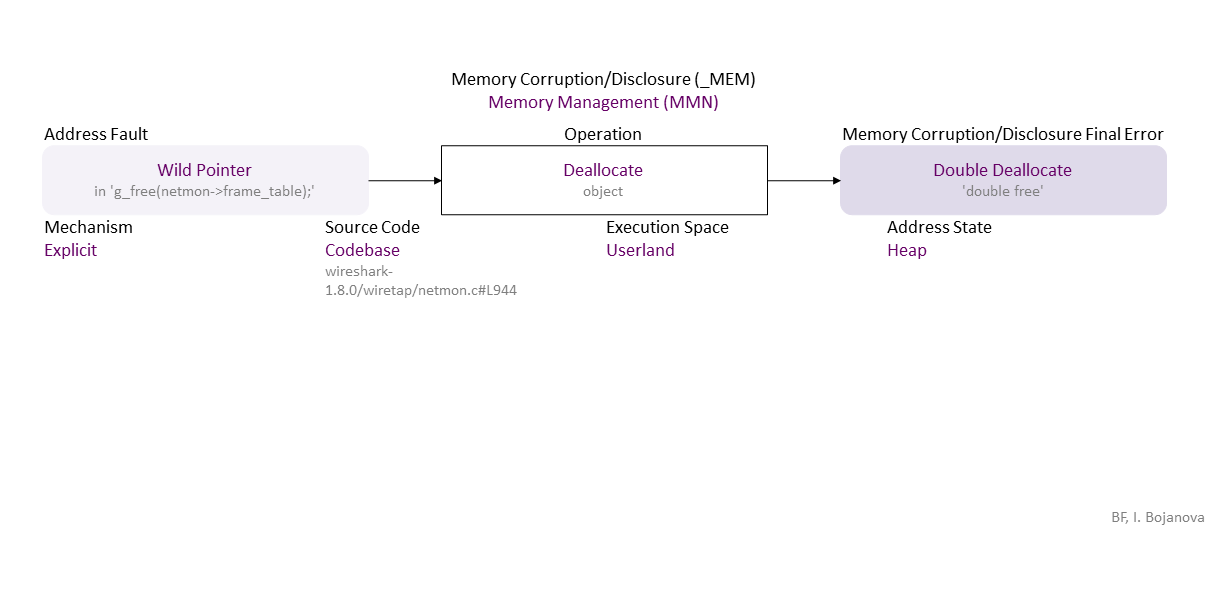 Memory Corruption/Disclosure (_MEM)
Memory Management (MMN)
Address Fault
Operation
Memory Corruption/Disclosure Final Error
Wild Pointer
in 'g_free(netmon->frame_table);'
Deallocate
object
Double Deallocate
'double free'
Mechanism
Explicit
Source Code
Codebase
wireshark-
1.8.0/wiretap/netmon.c#L944
Execution Space
Userland
Address State
Heap
BF, I. Bojanova